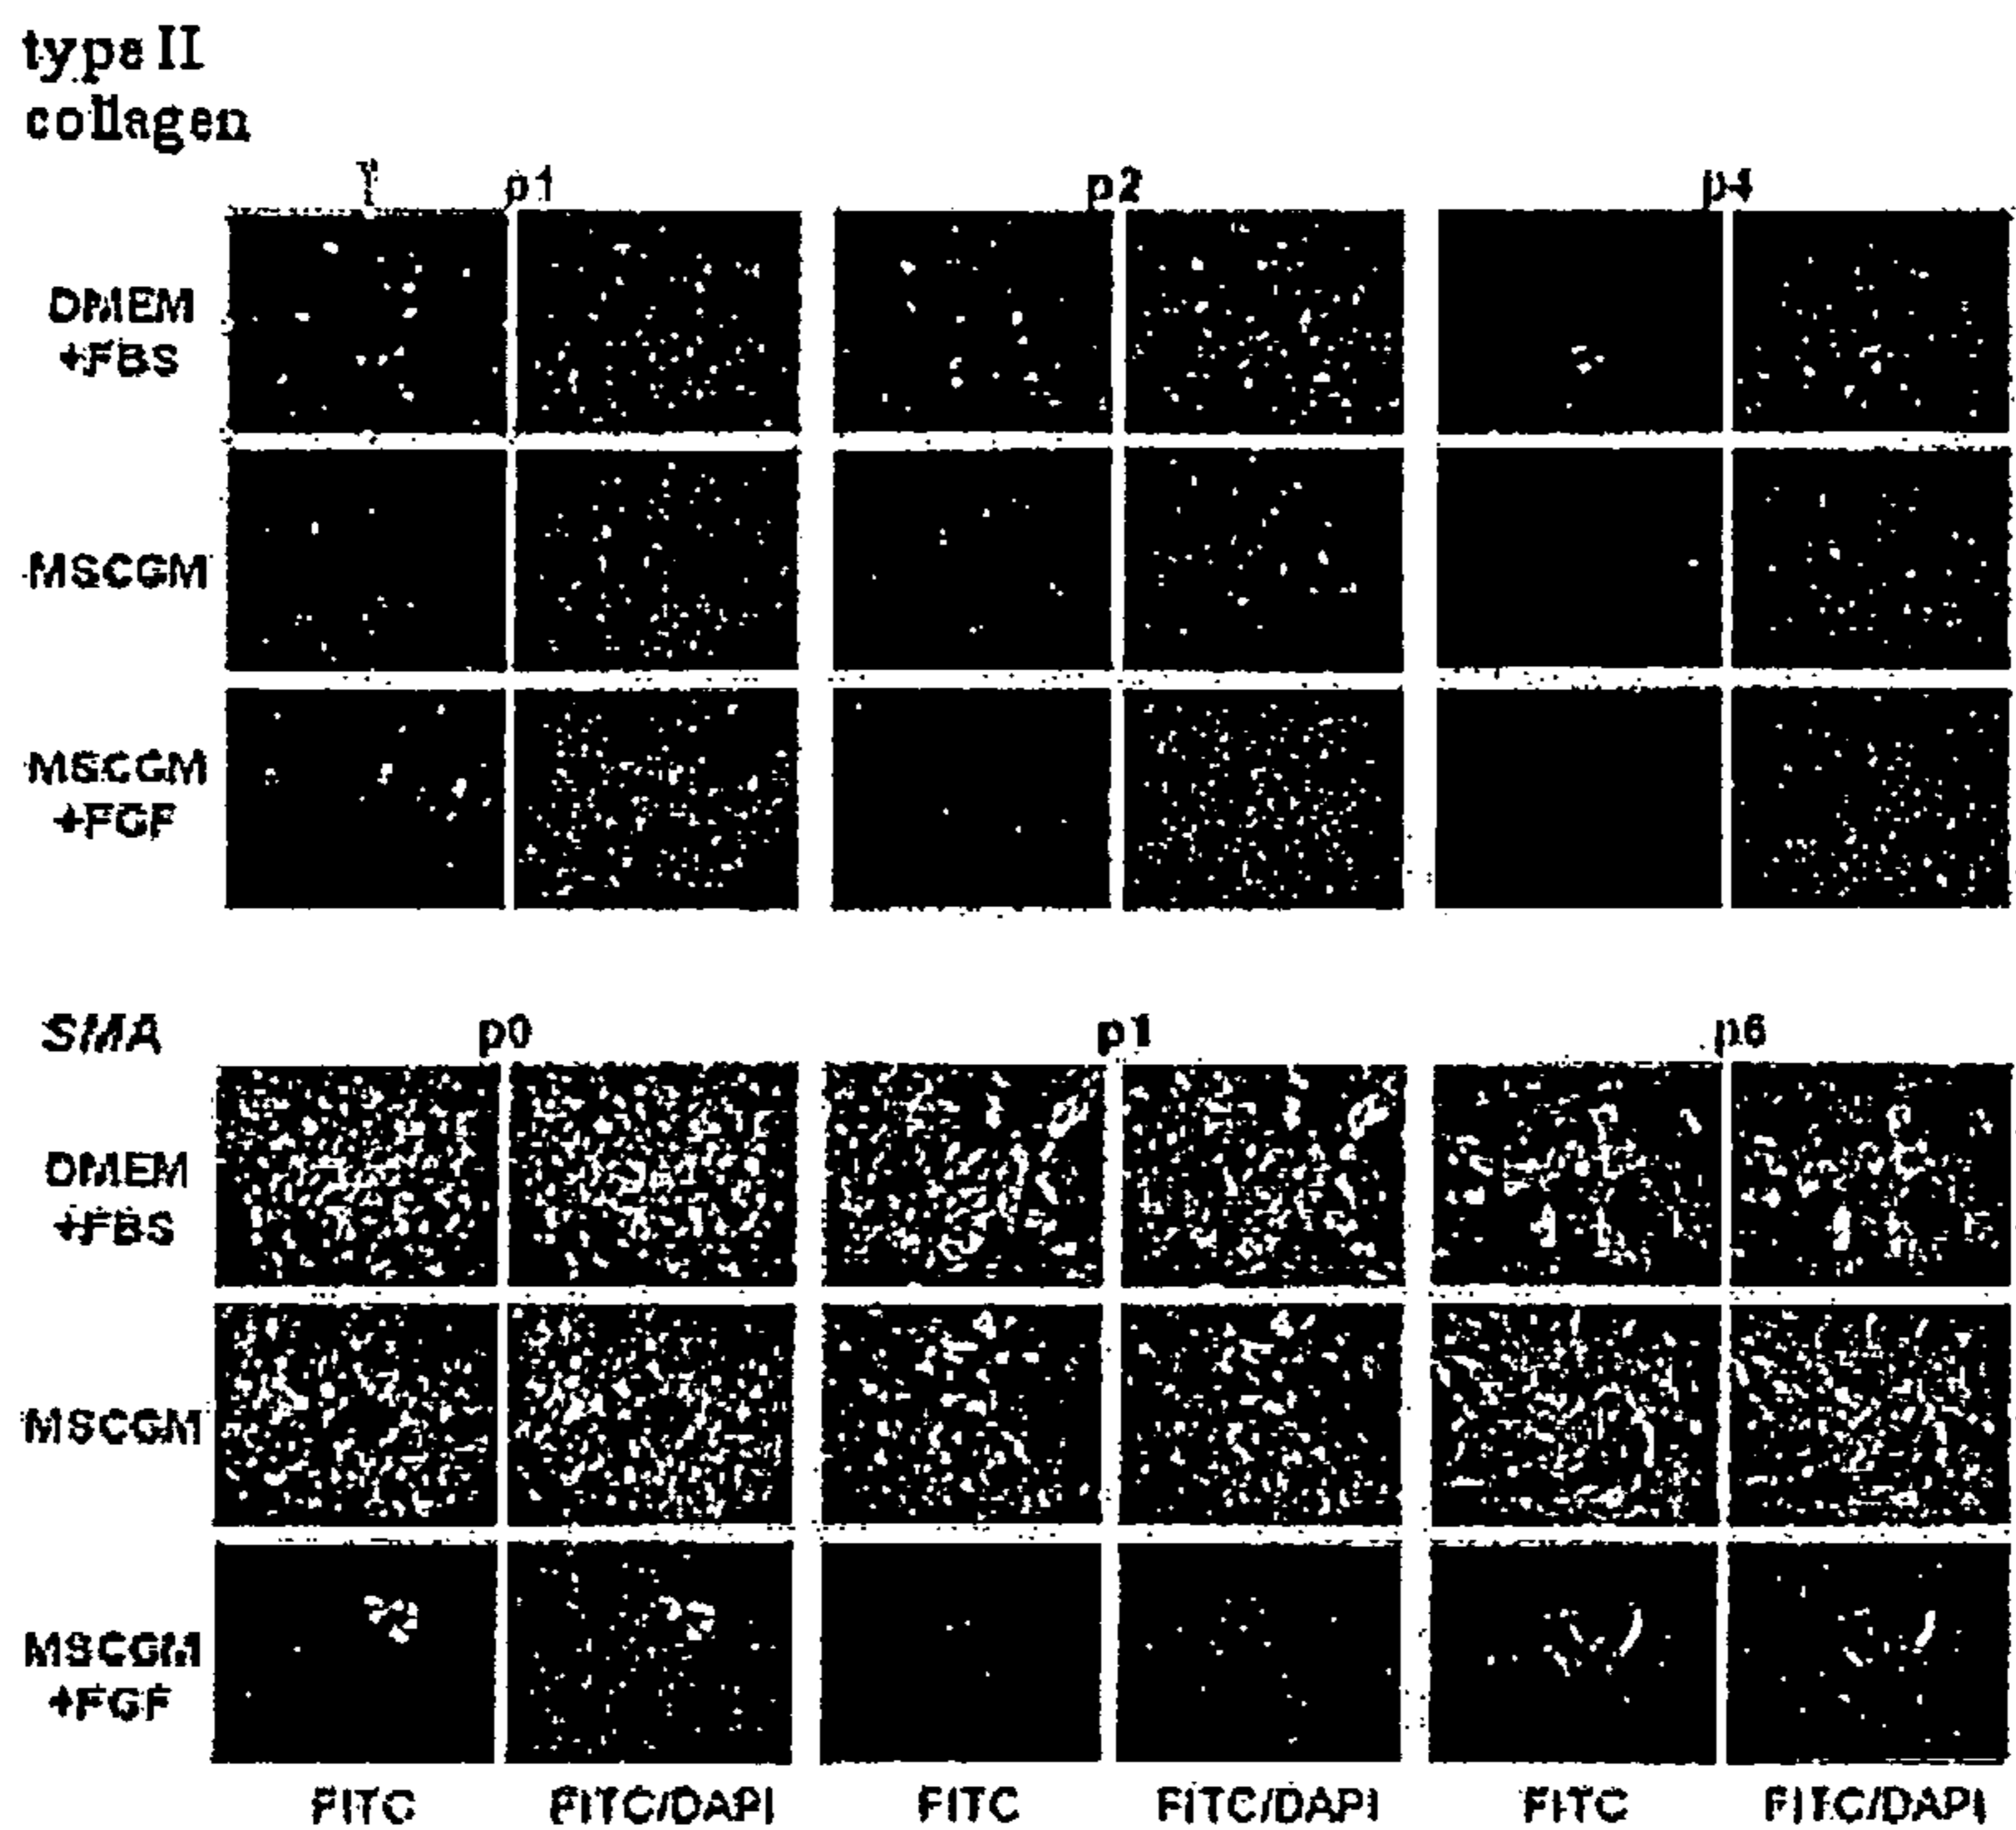 type II
collagen
p1 p2 p4
DMEM
+FBS
MSCGM
MSCGM
+FGF
SMA p0 p1 p6
DMEM
+FBS
MSCGM
MSCGM
+FGF
FITC FITC/DAPI FITC FITC/DAPI FITC FITC/DAPI